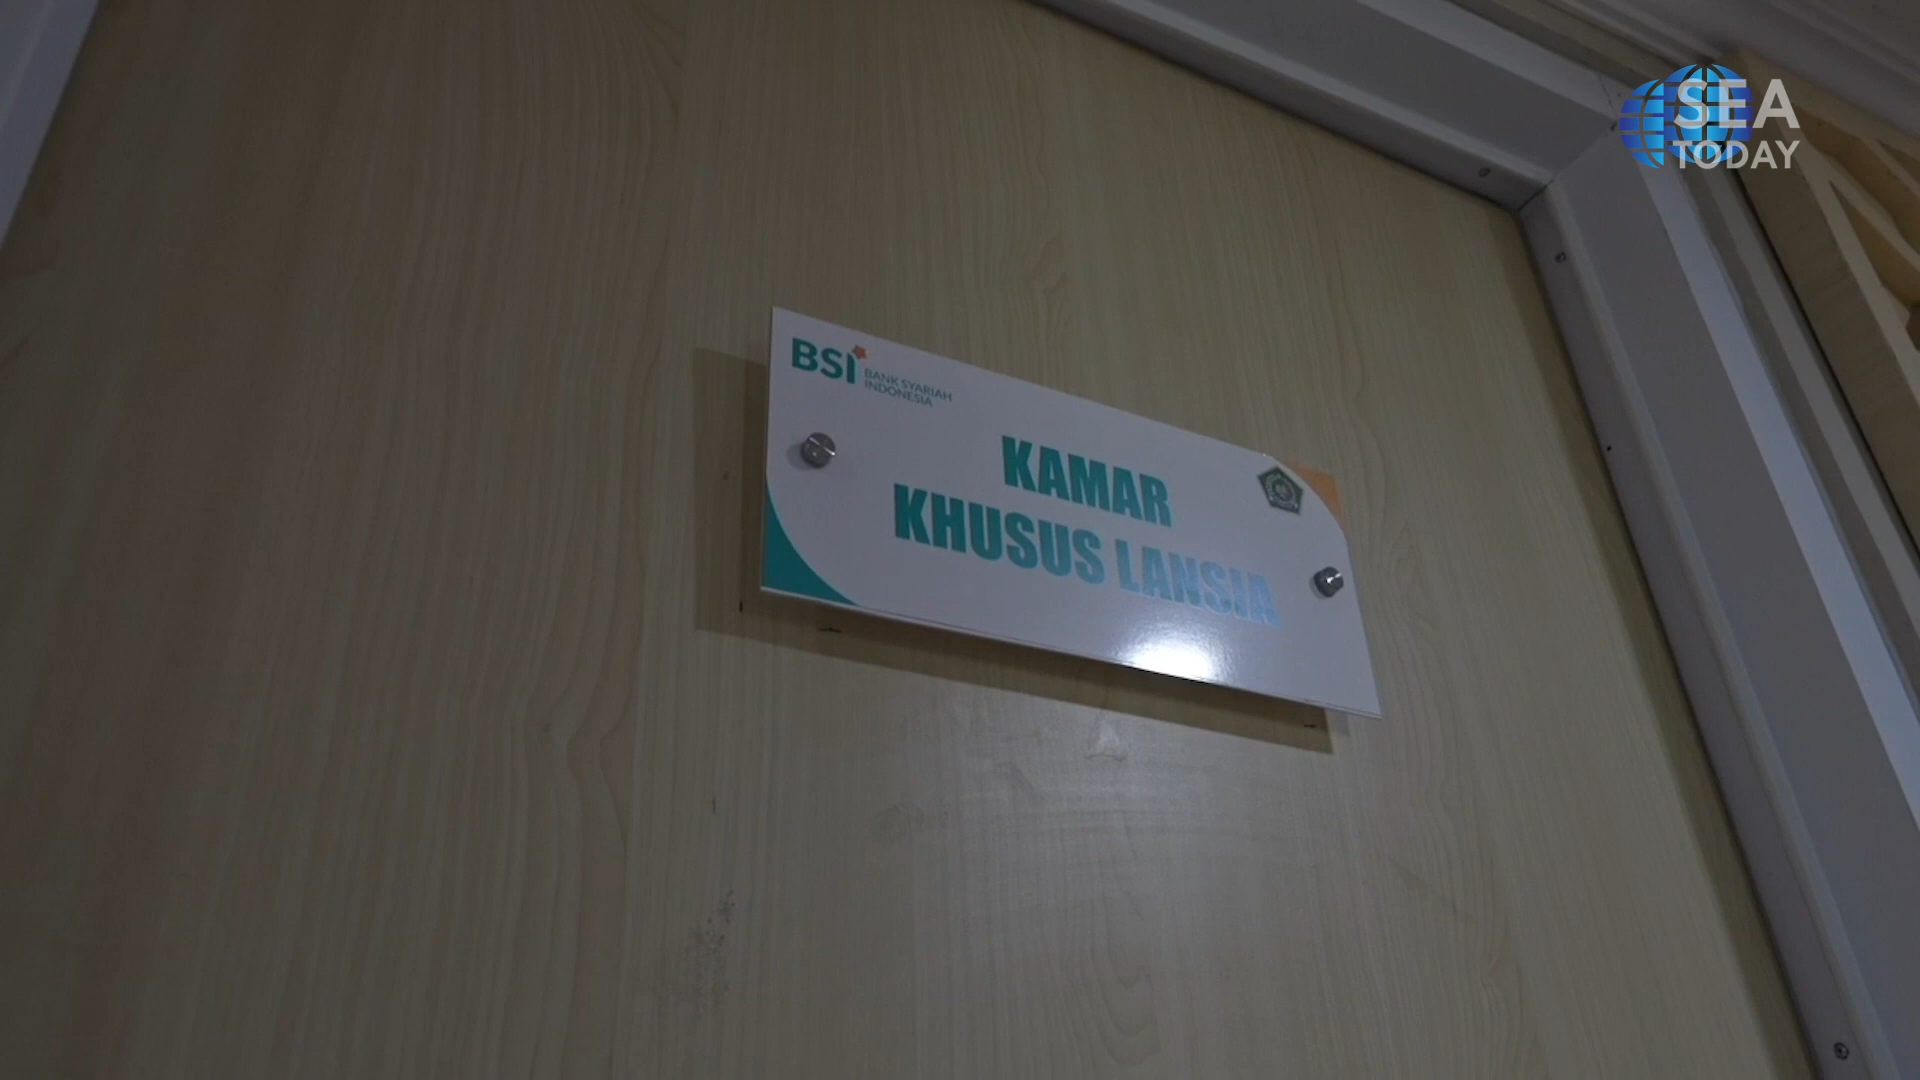 SEA
TODAY
BSI
BANK SYARIAH
INDONESIA
KAMAR
KHUSUS LANSIA